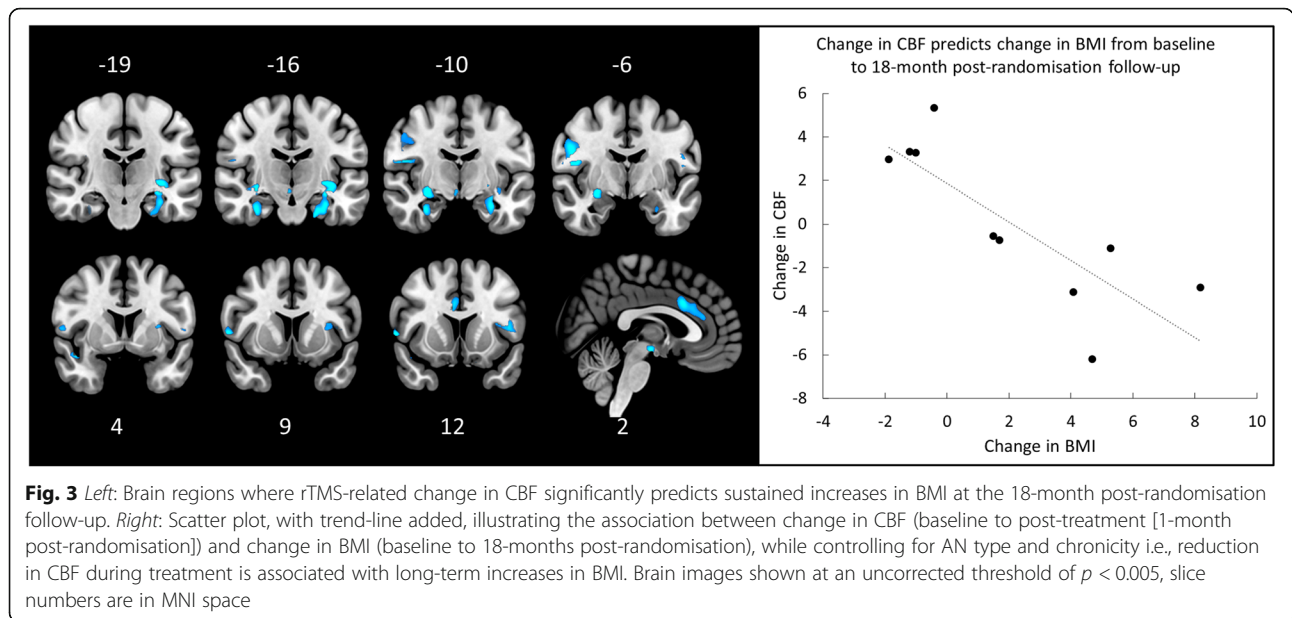 -19 -16 -10 -6
4 9 12 2
Change in CBF predicts change in BMI from baseline
to 18-month post-randomisation follow-up
6
4
2
0
-2
-4
-6
-8
Change in CBF
-4 -2 0 2 4 6 8 10
Change in BMI
Fig. 3 Left: Brain regions where rTMS-related change in CBF significantly predicts sustained increases in BMI at the 18-month post-randomisation
follow-up. Right: Scatter plot, with trend-line added, illustrating the association between change in CBF (baseline to post-treatment [1-month
post-randomisation]) and change in BMI (baseline to 18-months post-randomisation), while controlling for AN type and chronicity i.e., reduction
in CBF during treatment is associated with long-term increases in BMI. Brain images shown at an uncorrected threshold of p < 0.005, slice
numbers are in MNI space